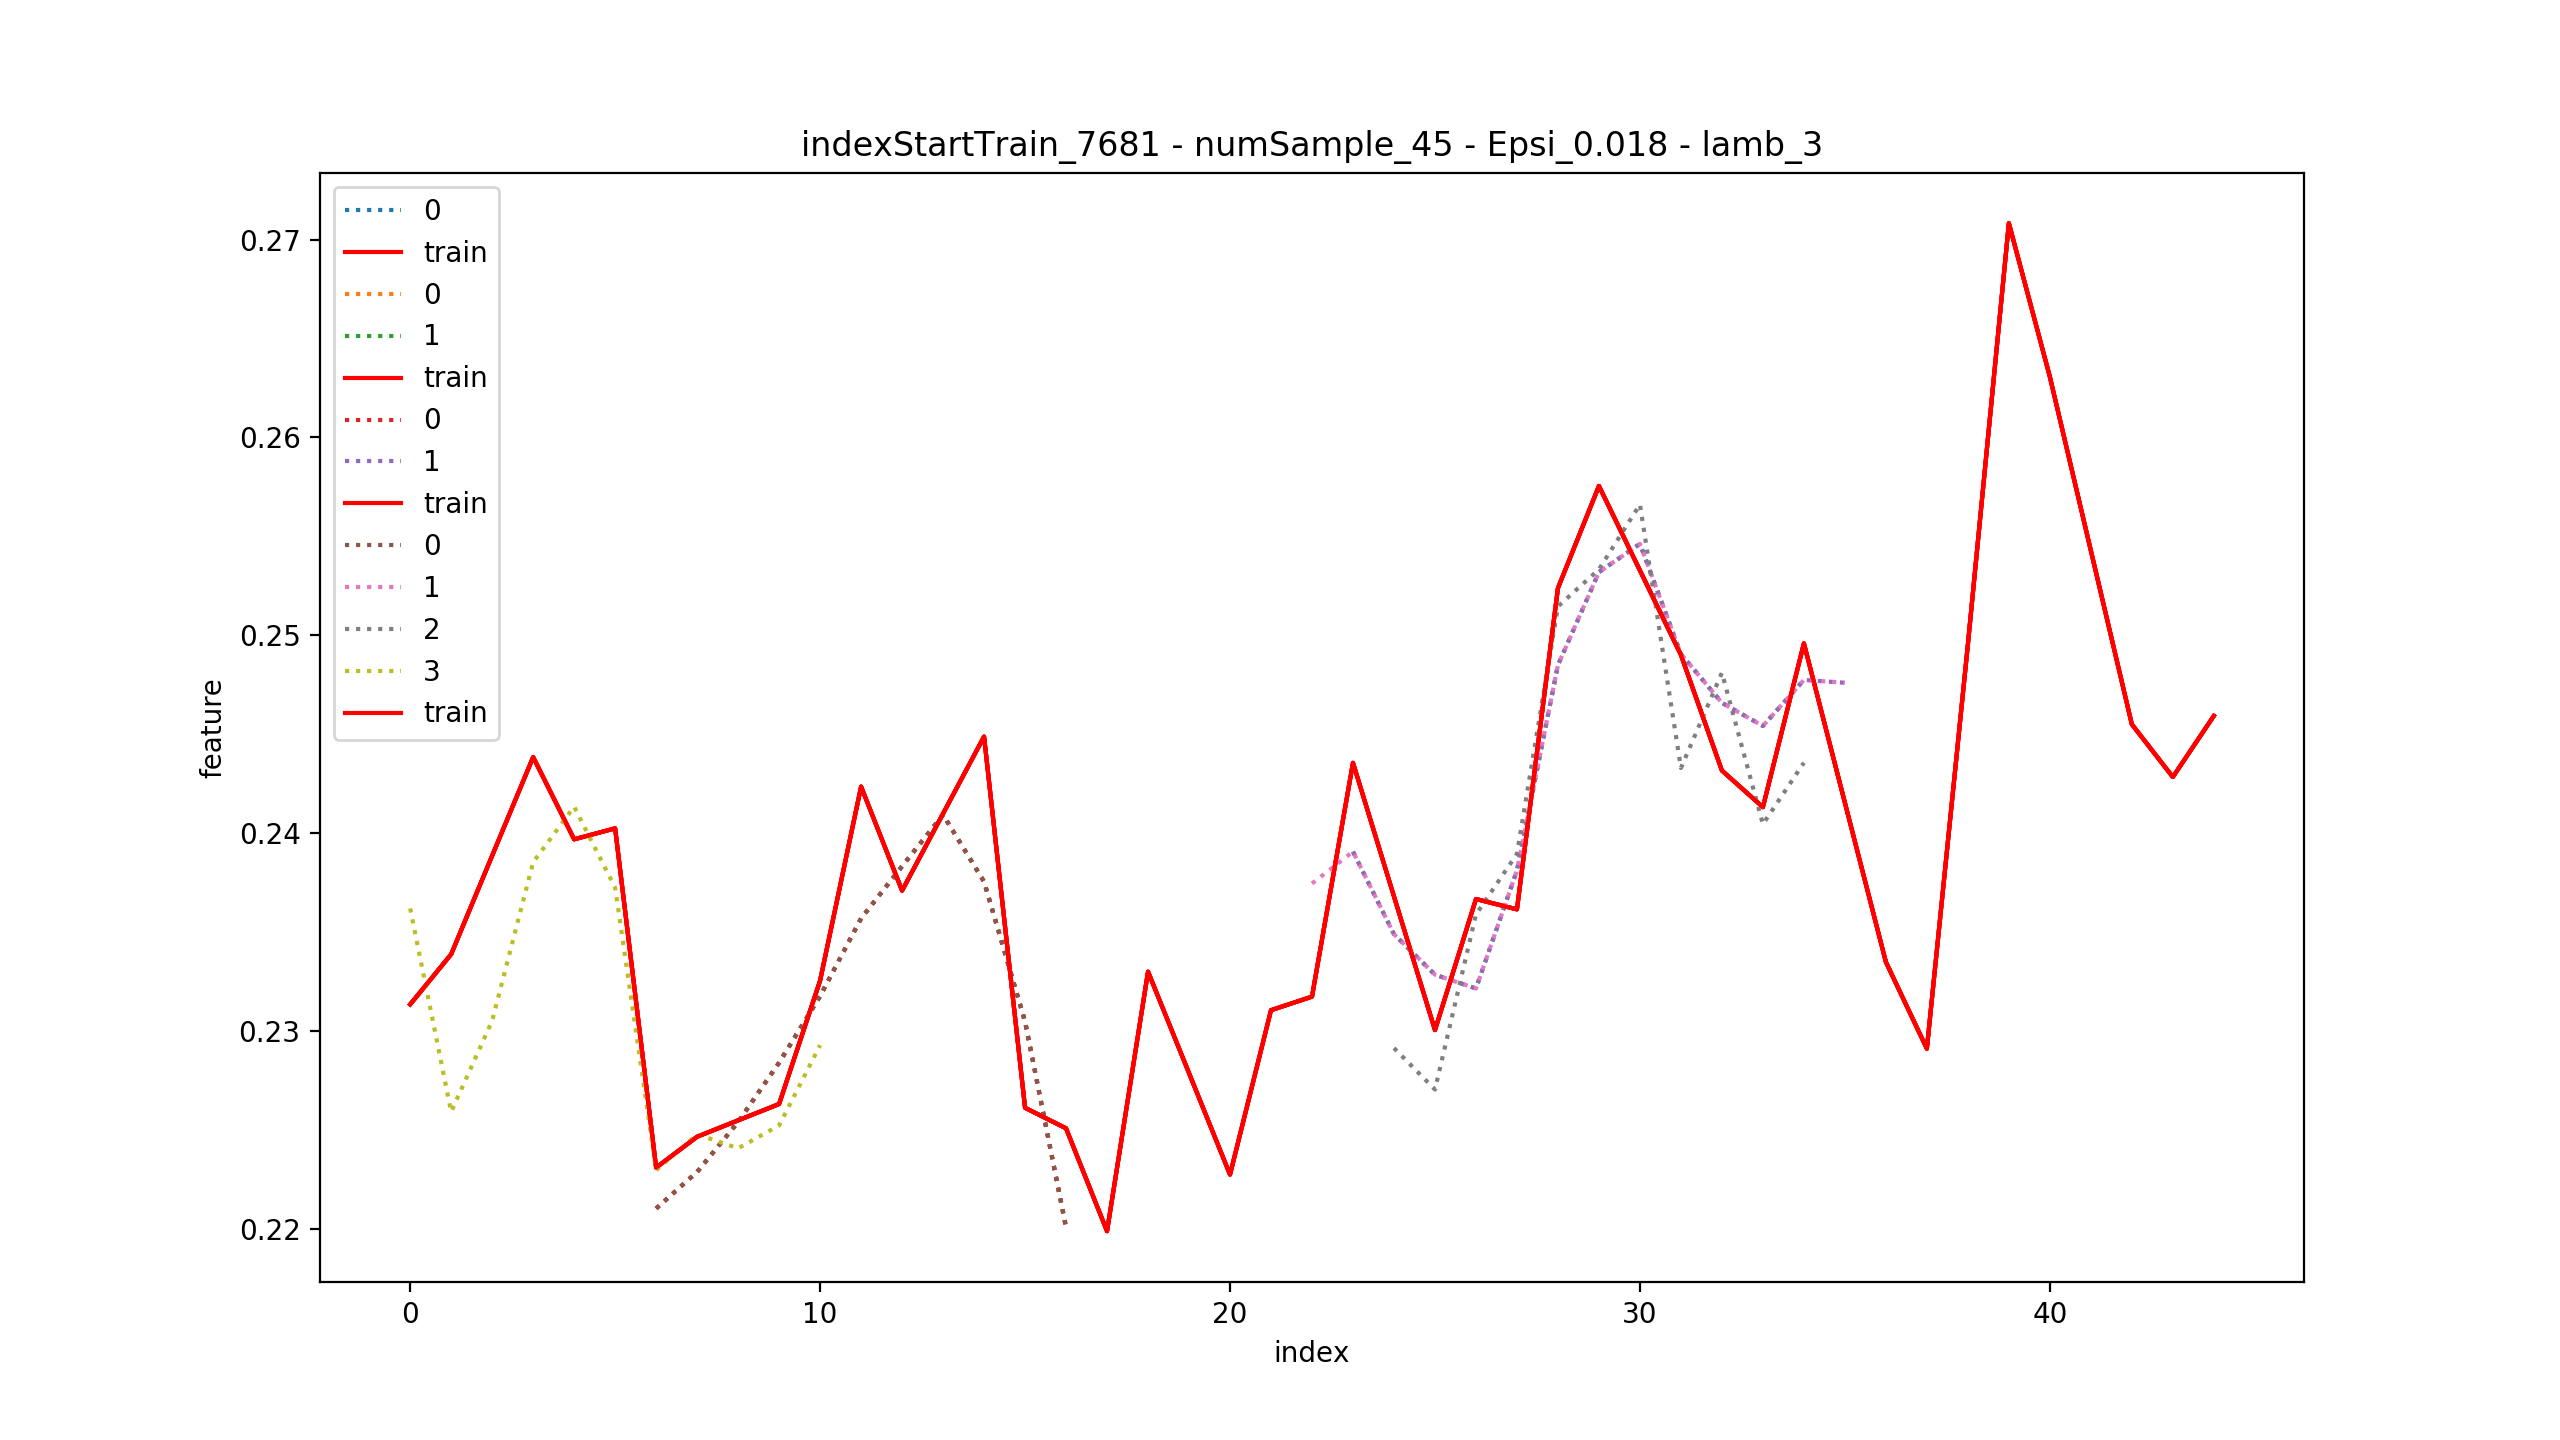 indexStartTrain_7681 - numSample_45 - Epsi_0.018 - lamb_3
0
train
0
1
train
0
1
train
0
1
2
3
train
0.27
0.26
0.25
0.24
0.23
0.22
feature
0 10 20 30 40
index